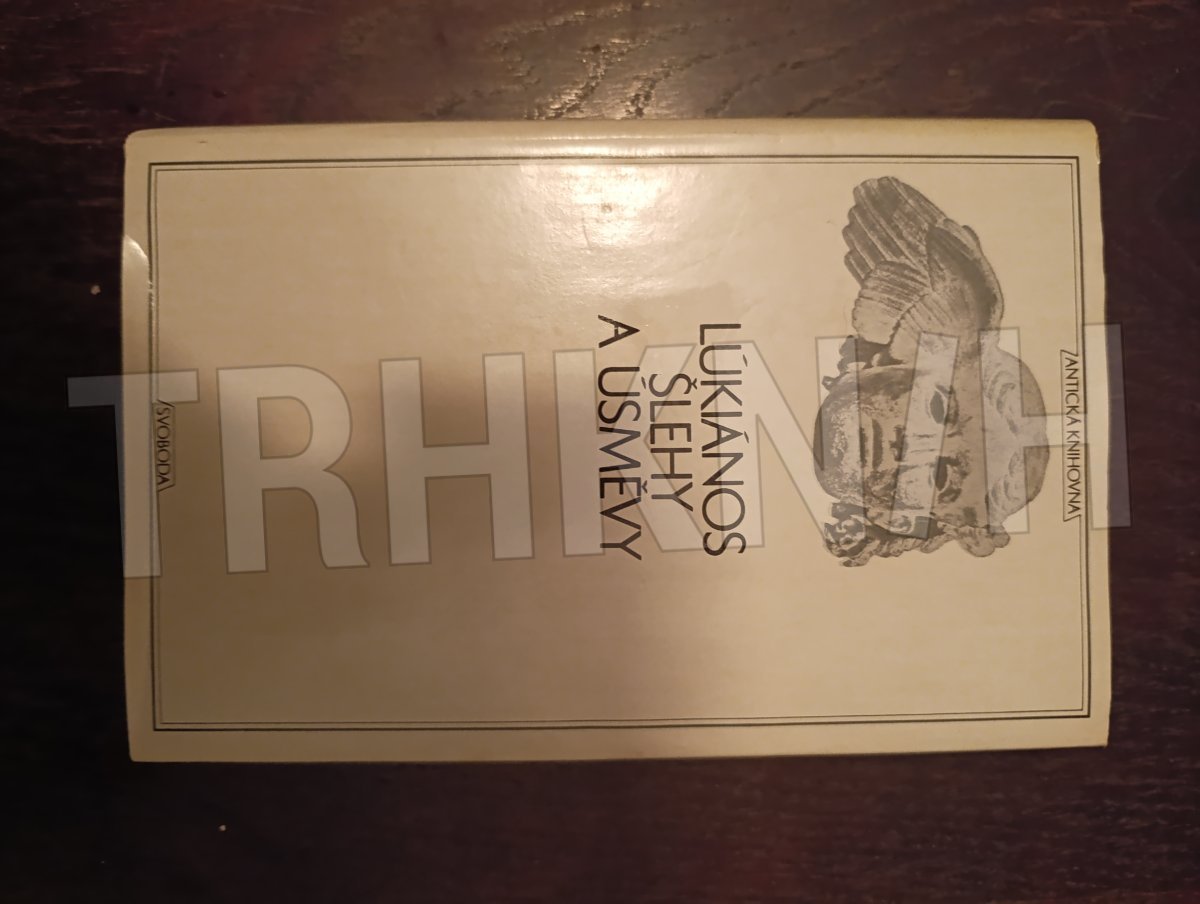 ANTICKÁ KNIHOVNA
LÚKIÁNOS
ŠLEHY
A ÚSMĚVY
SVOBODA
TRHKNIH